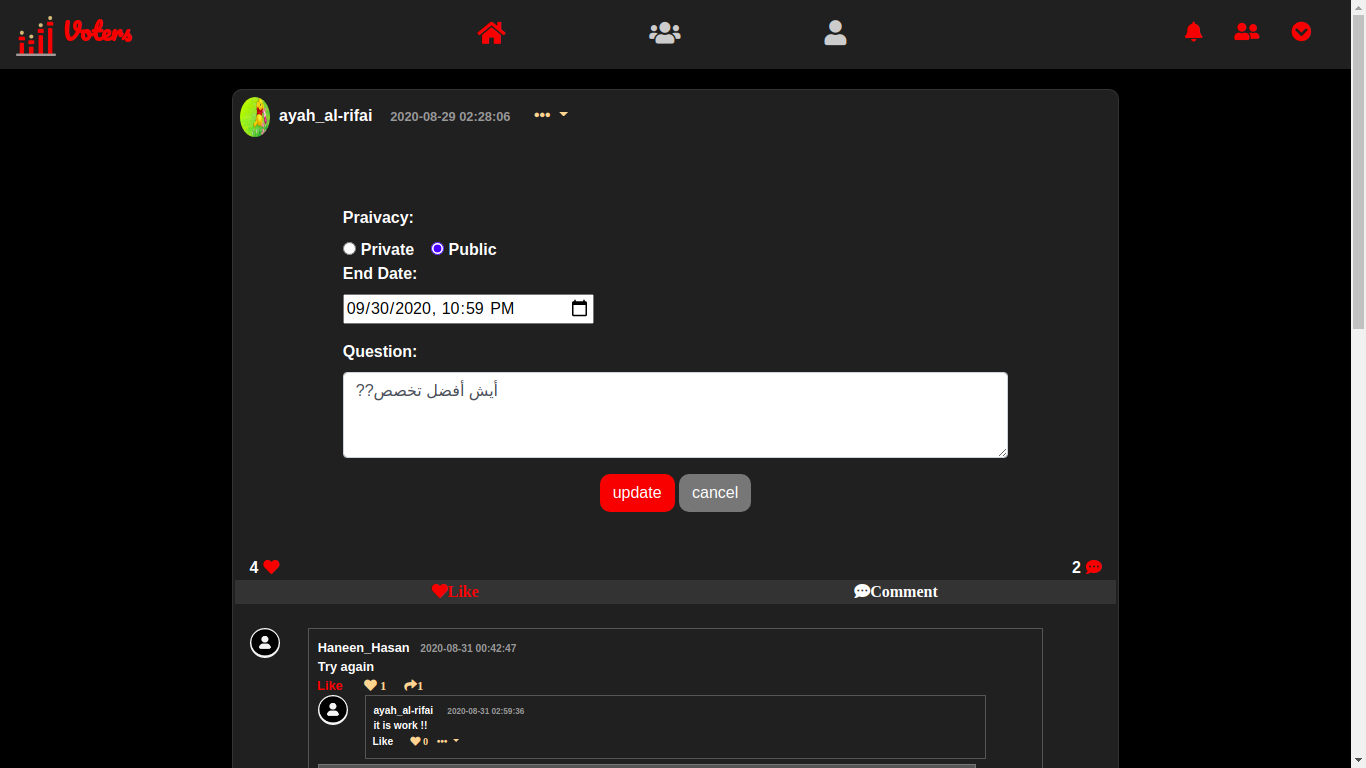 Voters
ayah_al-rifai 2020-08-29 02:28:06
Praivacy:
Private Public
End Date:
09/30/2020, 10:59 PM
Question:
أيش أفضل تخصص??
update cancel
4 2
Like Comment
Haneen_Hasan 2020-08-31 00:42:47
Try again
Like 1 1
ayah_al-rifai 2020-08-31 02:59:36
it is work !!
Like 0